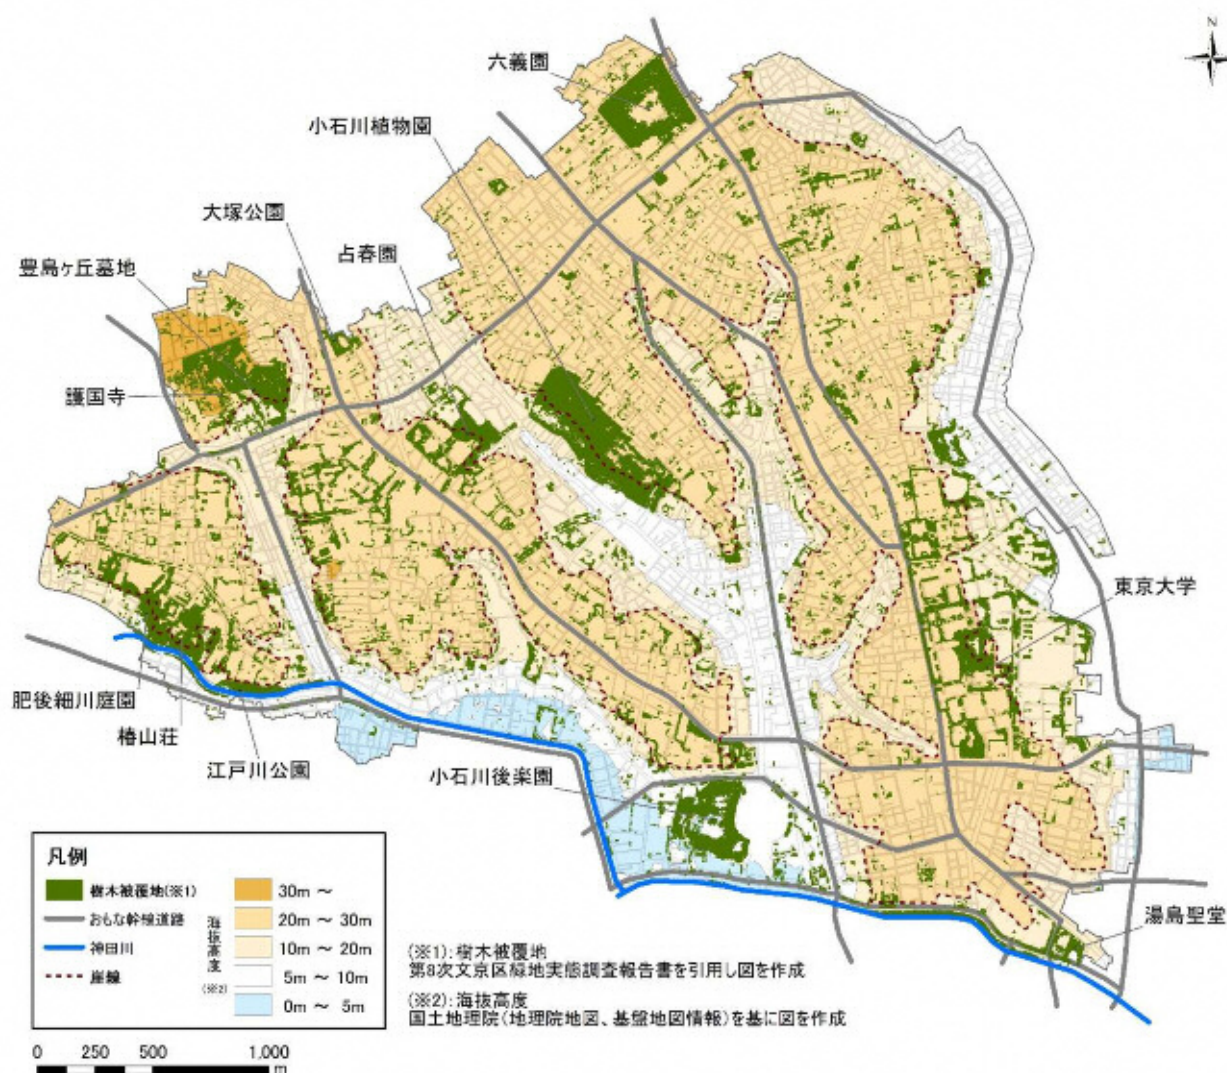 N
六義園
小石川植物園
大塚公園
占春園
豊島ヶ丘墓地
護国寺
東京大学
肥後細川庭園
椿山荘
江戸川公園
小石川後楽園
湯島聖堂
凡例
樹木被覆地(※1)
おもな幹線道路
神田川
崖線
海抜高度
(※2)
30m ～
20m ～ 30m
10m ～ 20m
5m ～ 10m
0m ～ 5m
(※1):樹木被覆地
第8次文京区緑地実態調査報告書を引用し図を作成
(※2):海抜高度
国土地理院(地理院地図、基盤地図情報)を基に図を作成
0 250 500 1,000